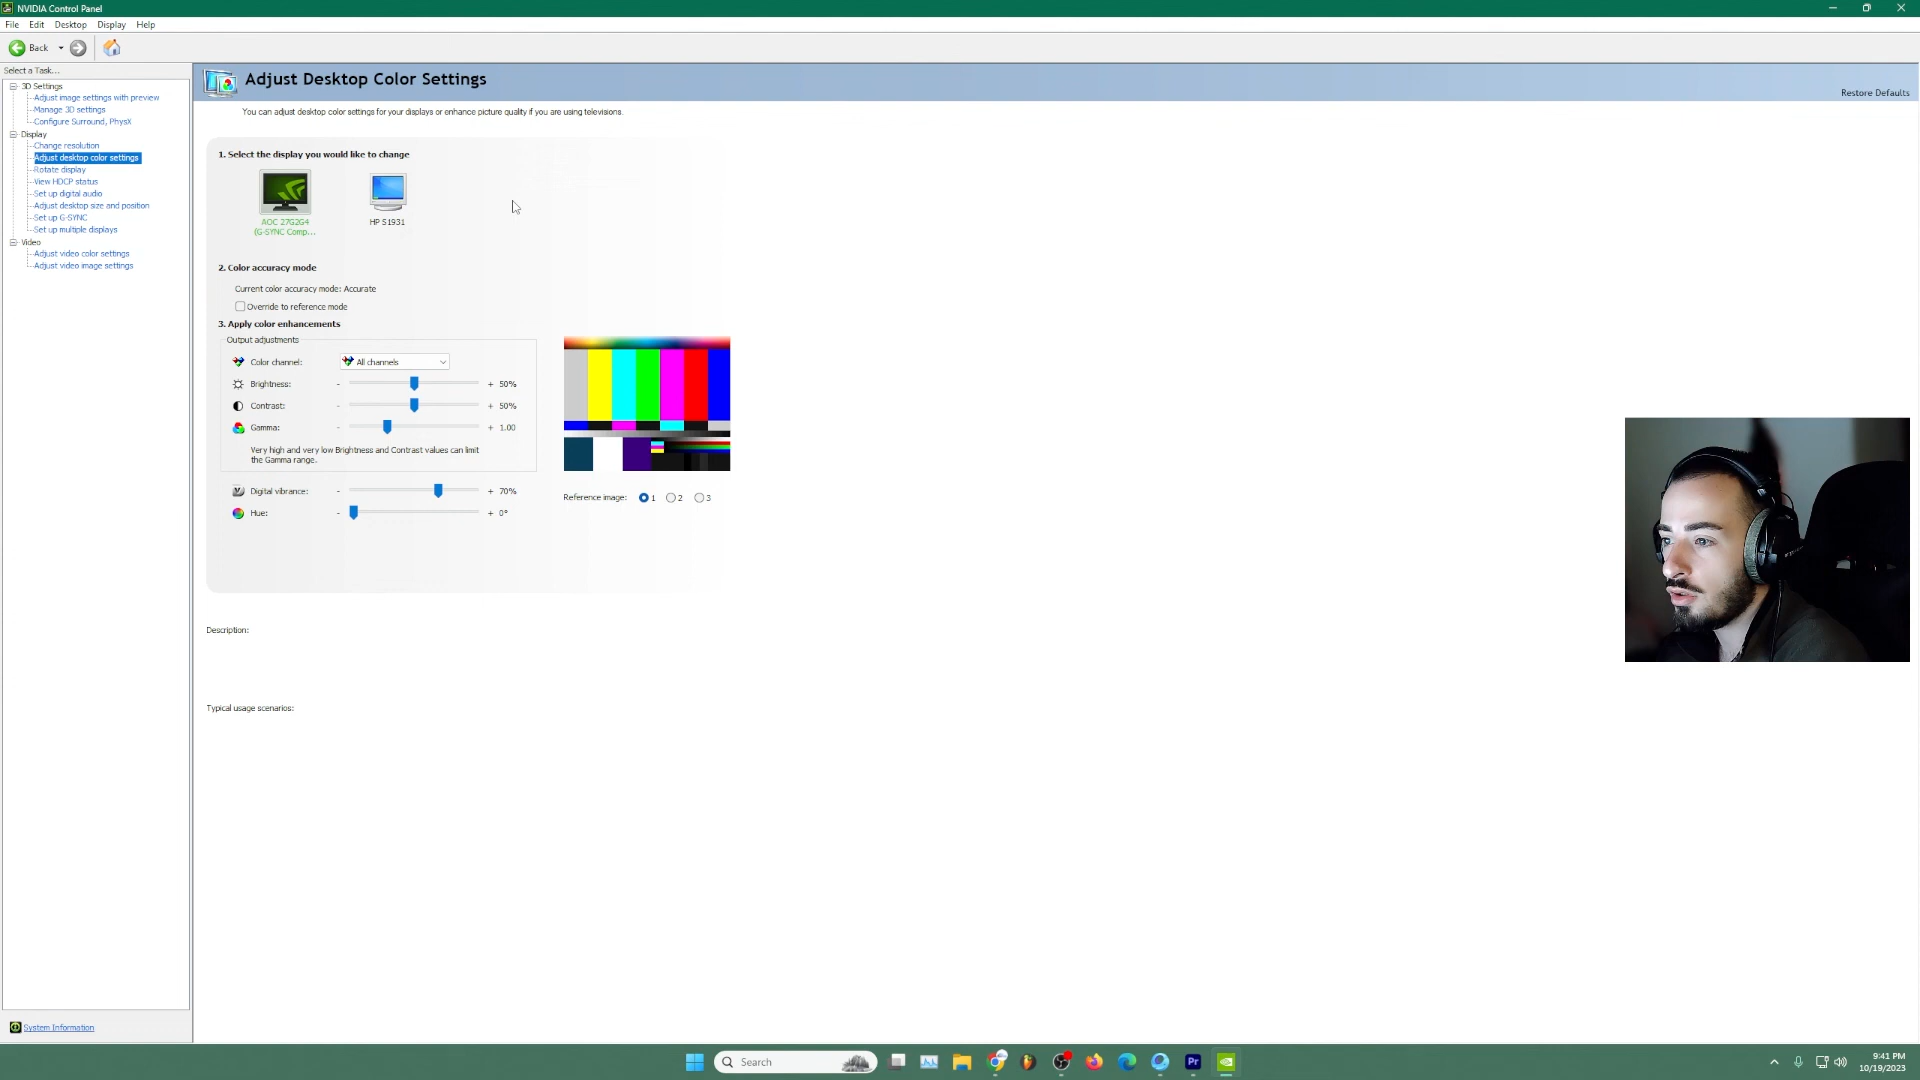 NVIDIA Control Panel
File Edit Desktop Display Help
Back
Select a Task...
3D Settings
Adjust image settings with preview
Manage 3D settings
Configure Surround, PhysX
Display
Change resolution
Adjust desktop color settings
Rotate display
View HDCP status
Set up digital audio
Adjust desktop size and position
Set up G-SYNC
Set up multiple displays
Video
Adjust video color settings
Adjust video image settings
System Information
Adjust Desktop Color Settings
Restore Defaults
You can adjust desktop color settings for your displays or enhance picture quality if you are using televisions.
1. Select the display you would like to change
AOC 27G2G4
(G-SYNC Comp...
HP S1931
2. Color accuracy mode
Current color accuracy mode: Accurate
Override to reference mode
3. Apply color enhancements
Output adjustments
Color channel: All channels
Brightness: - + 50%
Contrast: - + 50%
Gamma: - + 1.00
Very high and very low Brightness and Contrast values can limit
the Gamma range.
Digital vibrance: - + 70%
Hue: - + 0°
Reference image: 1 2 3
Description:
Typical usage scenarios:
Search
Pr
9:41 PM
10/19/2023